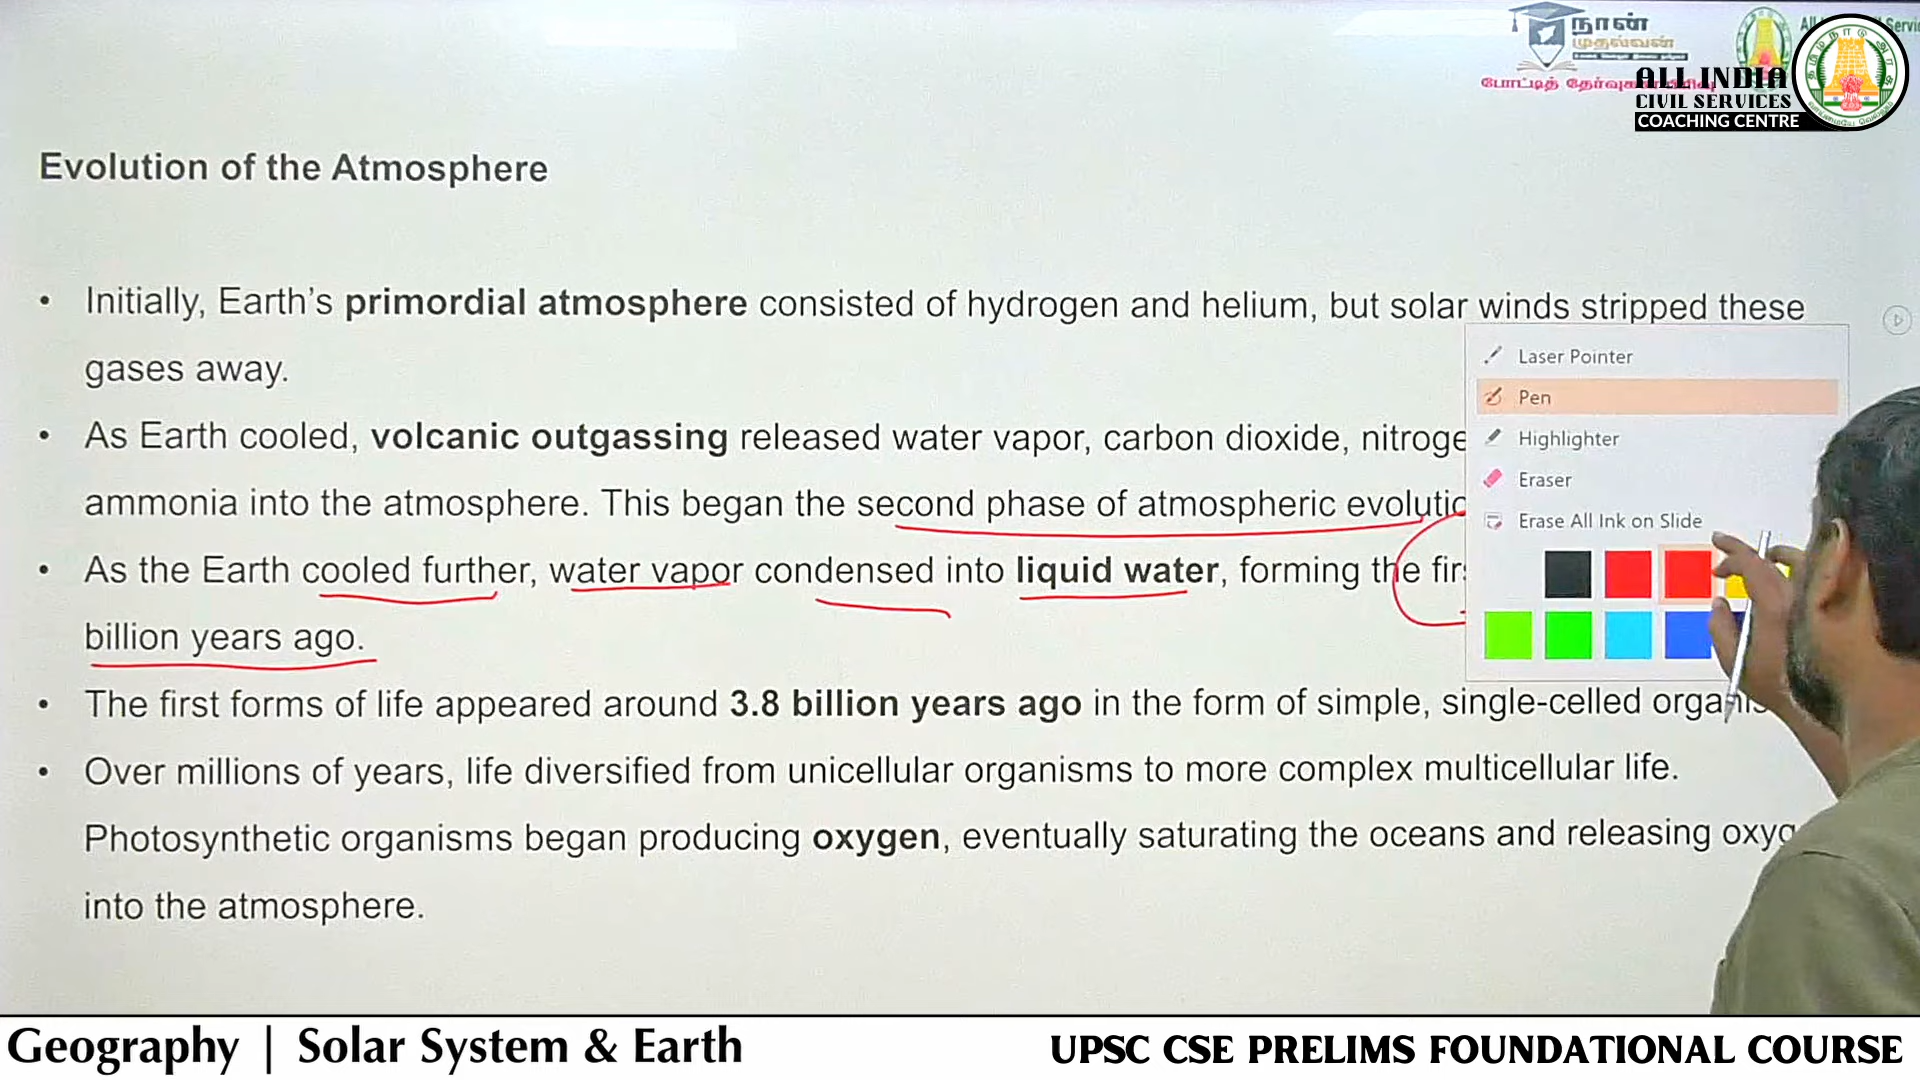 நான்
முதல்வன்
ALL INDIA
CIVIL SERVICES
COACHING CENTRE
Evolution of the Atmosphere
• Initially, Earth's primordial atmosphere consisted of hydrogen and helium, but solar winds stripped these
gases away.
• As Earth cooled, volcanic outgassing released water vapor, carbon dioxide,
ammonia into the atmosphere. This began the second phase of atmospheric
• As the Earth cooled further, water vapor condensed into liquid water, forming the
billion years ago.
• The first forms of life appeared around 3.8 billion years ago in the form of simple, single-celled
• Over millions of years, life diversified from unicellular organisms to more complex multicellular life.
Photosynthetic organisms began producing oxygen, eventually saturating the oceans and releasing
into the atmosphere.
Laser Pointer
Pen
Highlighter
Eraser
Erase All Ink on Slide
Geography | Solar System & Earth
UPSC CSE PRELIMS FOUNDATIONAL COURSE